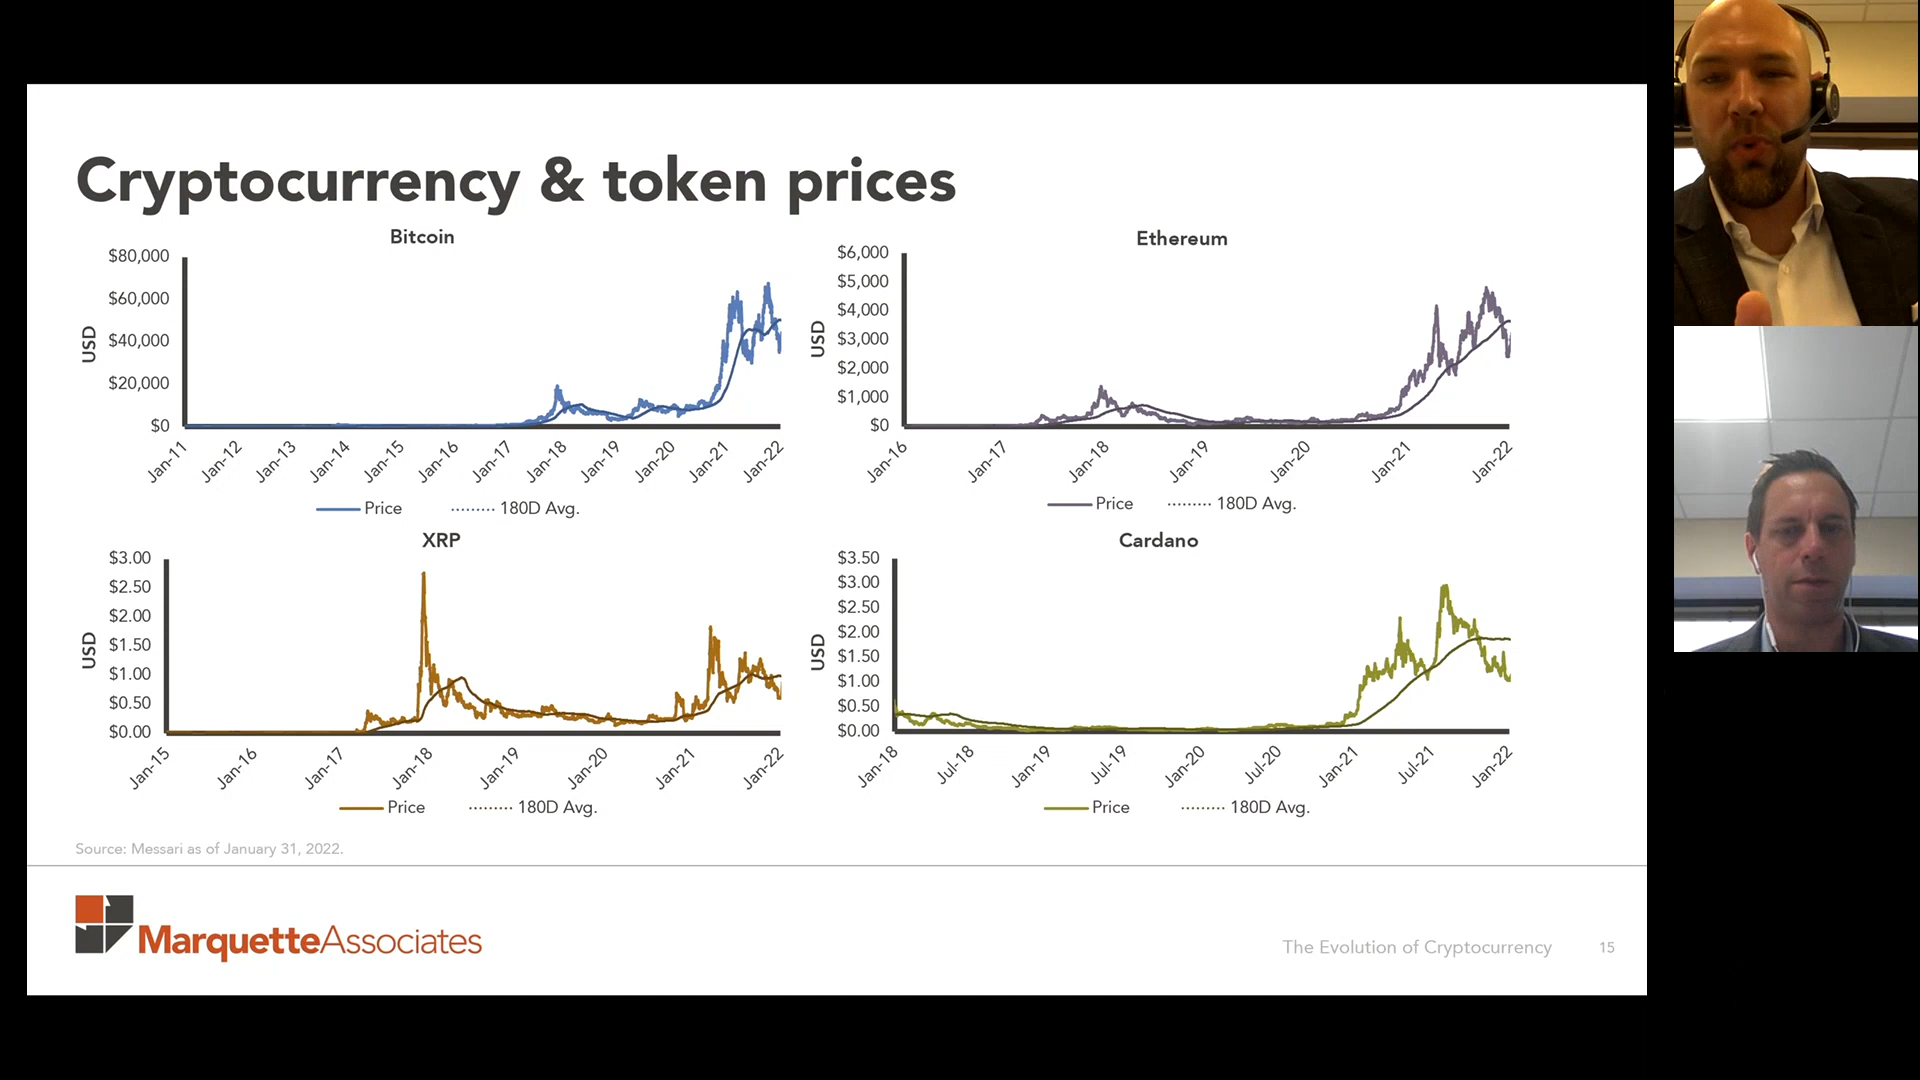 Cryptocurrency & token prices
Bitcoin
$80,000
$60,000
$40,000
$20,000
$0
USD
Jan-11
Jan-12
Jan-13
Jan-14
Jan-15
Jan-16
Jan-17
Jan-18
Jan-19
Jan-20
Jan-21
Jan-22
Price
180D Avg.
Ethereum
$6,000
$5,000
$4,000
$3,000
$2,000
$1,000
$0
USD
Jan-16
Jan-17
Jan-18
Jan-19
Jan-20
Jan-21
Jan-22
Price
180D Avg.
XRP
$3.00
$2.50
$2.00
$1.50
$1.00
$0.50
$0.00
USD
Jan-15
Jan-16
Jan-17
Jan-18
Jan-19
Jan-20
Jan-21
Jan-22
Price
180D Avg.
Cardano
$3.50
$3.00
$2.50
$2.00
$1.50
$1.00
$0.50
$0.00
USD
Jan-18
Jul-18
Jan-19
Jul-19
Jan-20
Jul-20
Jan-21
Jul-21
Jan-22
Price
180D Avg.
Source: Messari as of January 31, 2022.
MarquetteAssociates
The Evolution of Cryptocurrency 15